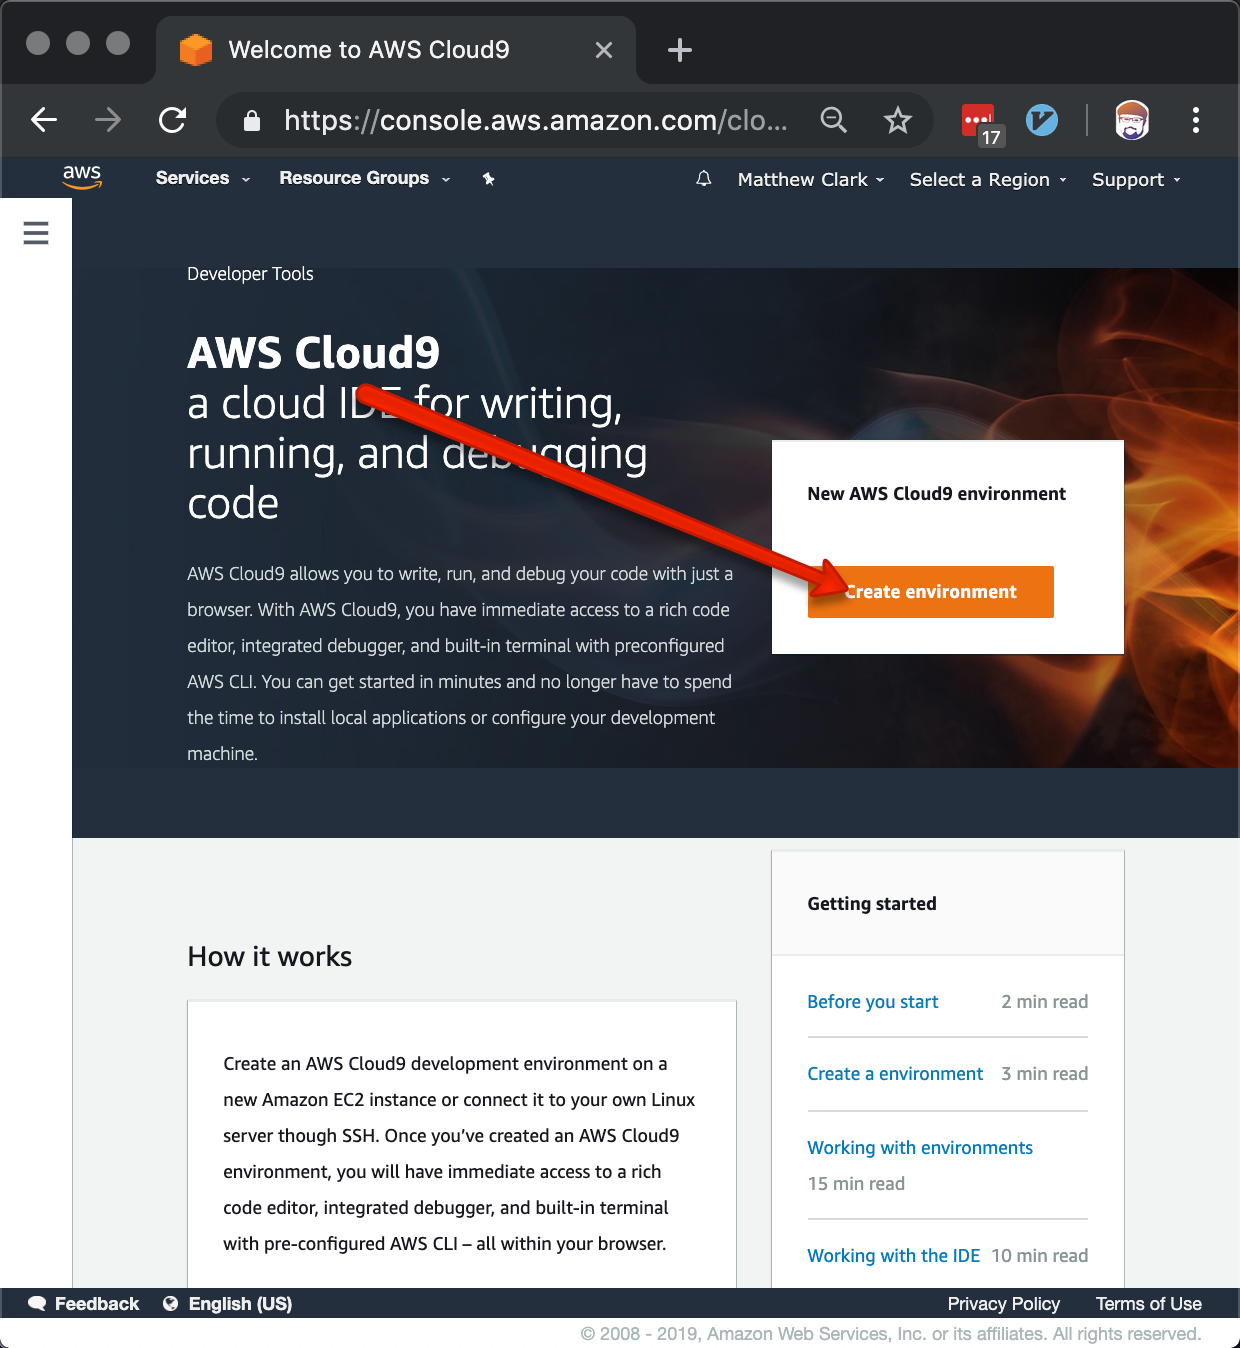 Welcome to AWS Cloud9
https://console.aws.amazon.com/clo...
17
aws
Services
Resource Groups
Matthew Clark
Select a Region
Support
Developer Tools
AWS Cloud9
a cloud IDE for writing,
running, and debugging
code
AWS Cloud9 allows you to write, run, and debug your code with just a
browser. With AWS Cloud9, you have immediate access to a rich code
editor, integrated debugger, and built-in terminal with preconfigured
AWS CLI. You can get started in minutes and no longer have to spend
the time to install local applications or configure your development
machine.
New AWS Cloud9 environment
Create environment
How it works
Create an AWS Cloud9 development environment on a
new Amazon EC2 instance or connect it to your own Linux
server though SSH. Once you've created an AWS Cloud9
environment, you will have immediate access to a rich
code editor, integrated debugger, and built-in terminal
with pre-configured AWS CLI – all within your browser.
Getting started
Before you start 2 min read
Create a environment 3 min read
Working with environments
15 min read
Working with the IDE 10 min read
Feedback
English (US)
Privacy Policy
Terms of Use
© 2008 - 2019, Amazon Web Services, Inc. or its affiliates. All rights reserved.